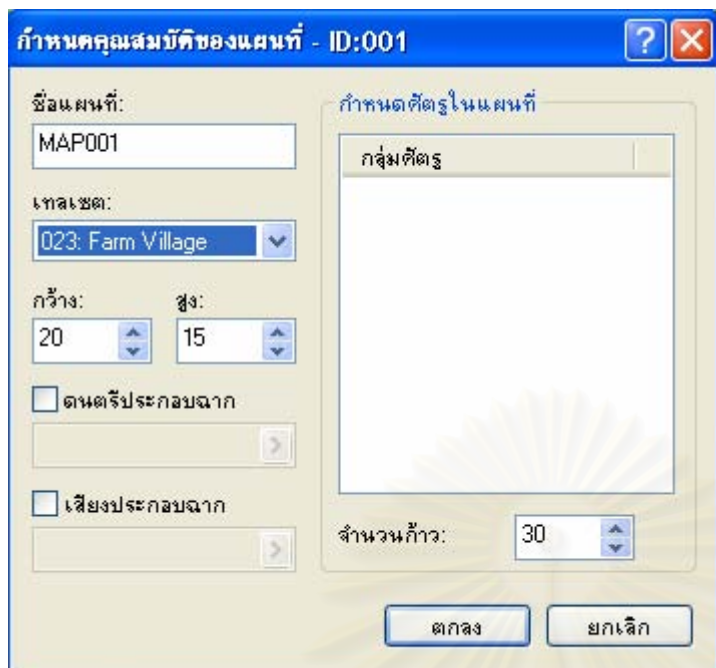 กำหนดคุณสมบัติของแผนที่ - ID:001
ชื่อแผนที่:
MAP001
เทลเซต:
023: Farm Village
กว้าง: สูง:
20 15
ดนตรีประกอบฉาก
เสียงประกอบฉาก
กำหนดศัตรูในแผนที่
กลุ่มศัตรู
จำนวนก้าว: 30
ตกลง ยกเลิก